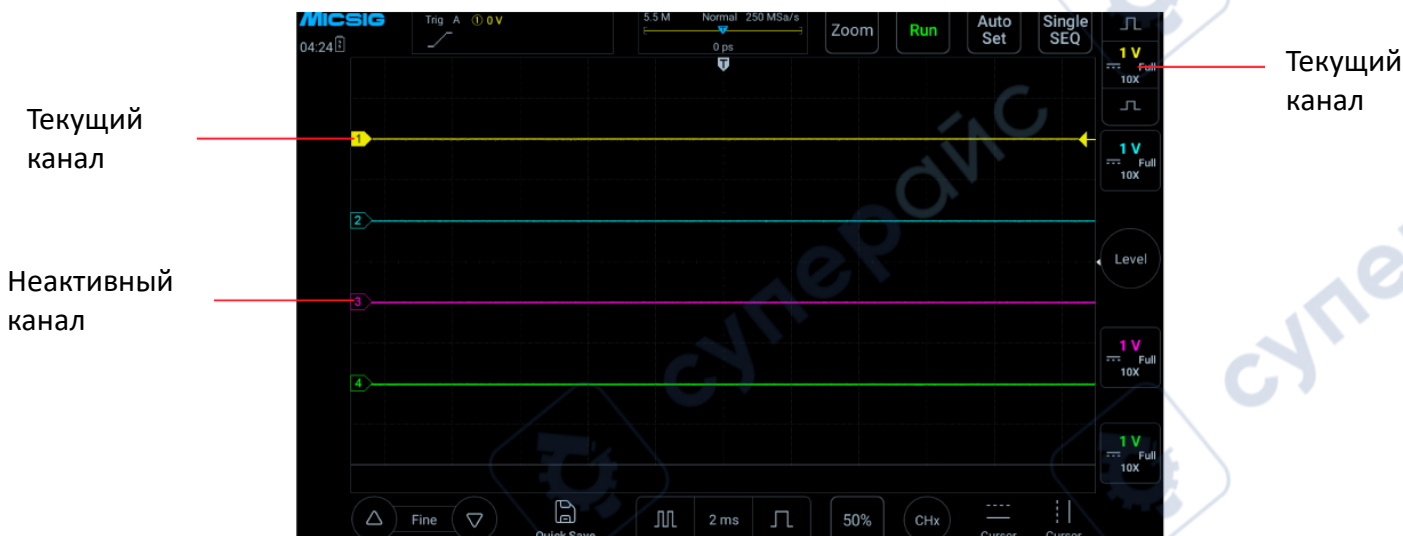 MICSIG
Trig A ① 0 V
5.5 M Normal 250 MSa/s
0 ps
T
04:24
Zoom
Run
Auto
Set
Single
SEQ
1 V
Full
10X
Текущий
канал
Текущий
канал
1
1 V
Full
10X
2
Level
Неактивный
канал
3
1 V
Full
10X
4
1 V
Full
10X
Fine
Quick Save
2 ms
50%
CHx
Cursor
Cursor
суперайс
супе